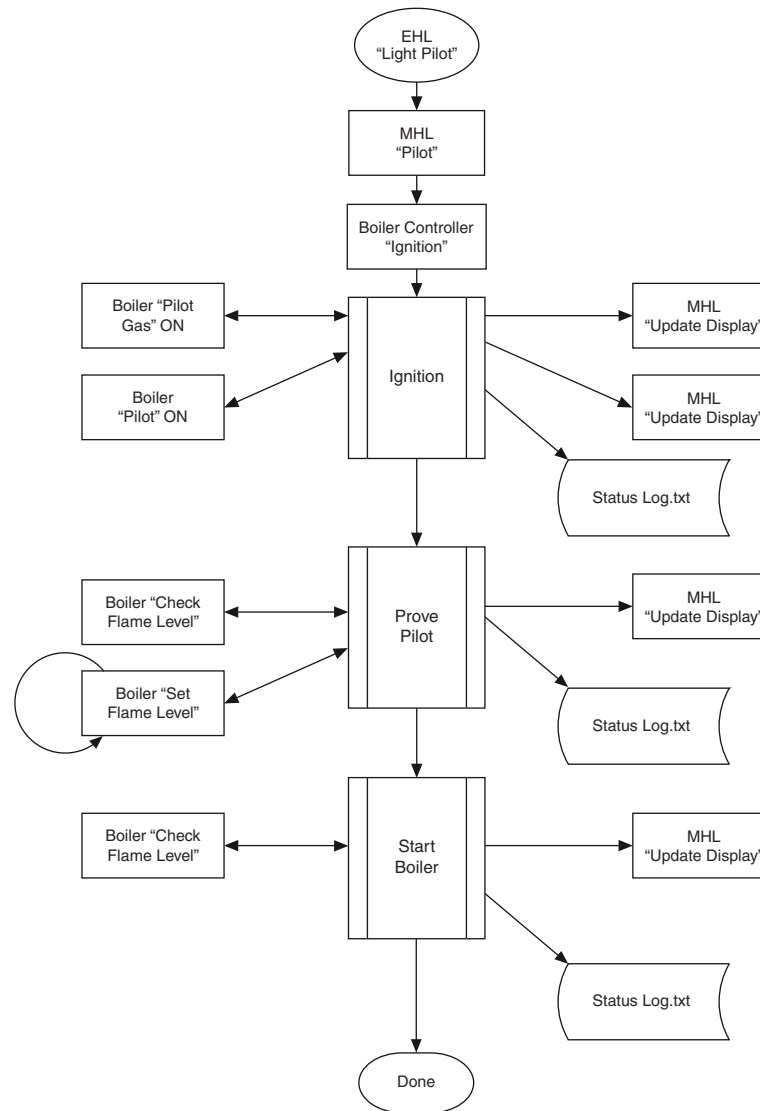 EHL
“Light Pilot”
MHL
“Pilot”
Boiler Controller
“Ignition”
Boiler “Pilot
Gas” ON
Ignition
MHL
“Update Display”
Boiler
“Pilot” ON
MHL
“Update Display”
Status Log.txt
Boiler “Check
Flame Level”
Prove
Pilot
MHL
“Update Display”
Boiler “Set
Flame Level”
Status Log.txt
Boiler “Check
Flame Level”
Start
Boiler
MHL
“Update Display”
Status Log.txt
Done